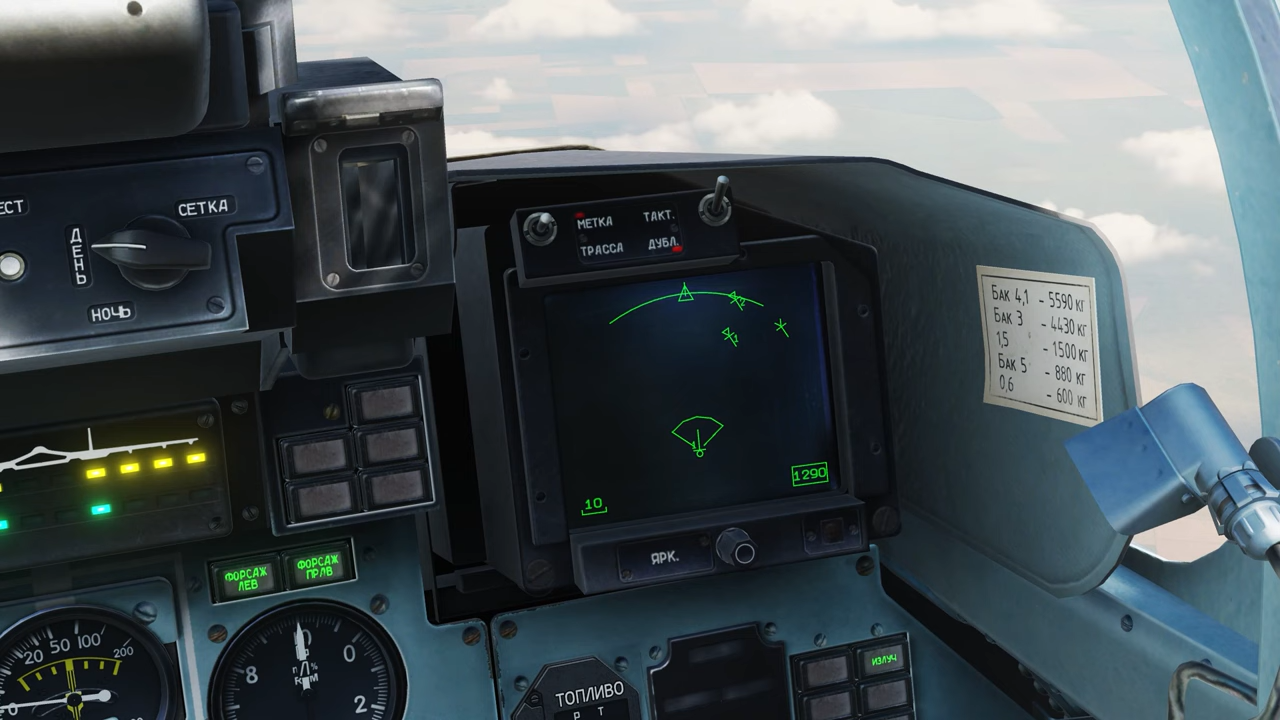 ЕСТ
СЕТКА
ДЕНЬ
НОЧЬ
МЕТКА ТАКТ.
ТРАССА ДУБЛ.
2
1
10
1290
ЯРК.
Бак 4,1 – 5590 кг
Бак 3 – 4430 кг
1,5 – 1500 кг
Бак 5 – 880 кг
0,6 – 600 кг
ФОРСАЖ ЛЕВ
ФОРСАЖ ПРАВ
20 50 100 200
8 0 2
ТОПЛИВО
Р Т
ИЗЛУЧ